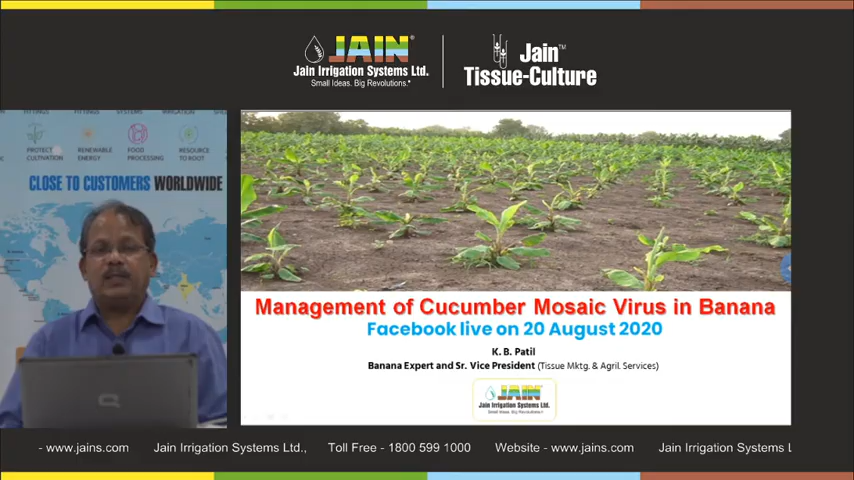 JAIN®
Jain Irrigation Systems Ltd.
Small Ideas. Big Revolutions.®
Jain™
Tissue-Culture
FITTINGS FITTINGS SYSTEMS IRRIGATION
PROTECT CULTIVATION
RENEWABLE ENERGY
FOOD PROCESSING
RESOURCE TO ROOT
CLOSE TO CUSTOMERS WORLDWIDE
Management of Cucumber Mosaic Virus in Banana
Facebook live on 20 August 2020
K. B. Patil
Banana Expert and Sr. Vice President (Tissue Mktg. & Agril. Services)
JAIN
Jain Irrigation Systems Ltd.
Small Ideas. Big Revolutions.®
- www.jains.com Jain Irrigation Systems Ltd., Toll Free - 1800 599 1000 Website - www.jains.com Jain Irrigation Systems L